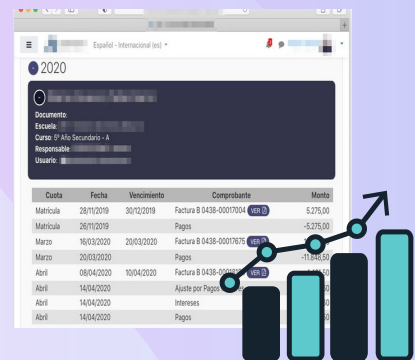 Español - Internacional (es)
2020
Documento:
Escuela:
Curso: 5º Año Secundario - A
Responsable:
Usuario:
Cuota Fecha Vencimiento Comprobante Monto
Matrícula 28/11/2019 30/12/2019 Factura B 0438-00017004 VER 5.275,00
Matrícula 26/11/2019 Pagos -5.275,00
Marzo 16/03/2020 20/03/2020 Factura B 0438-00017675 VER
Marzo 20/03/2020 Pagos -11.848,50
Abril 08/04/2020 10/04/2020 Factura B VER
Abril 14/04/2020 Ajuste por Pagos
Abril 14/04/2020 Intereses
Abril 14/04/2020 Pagos